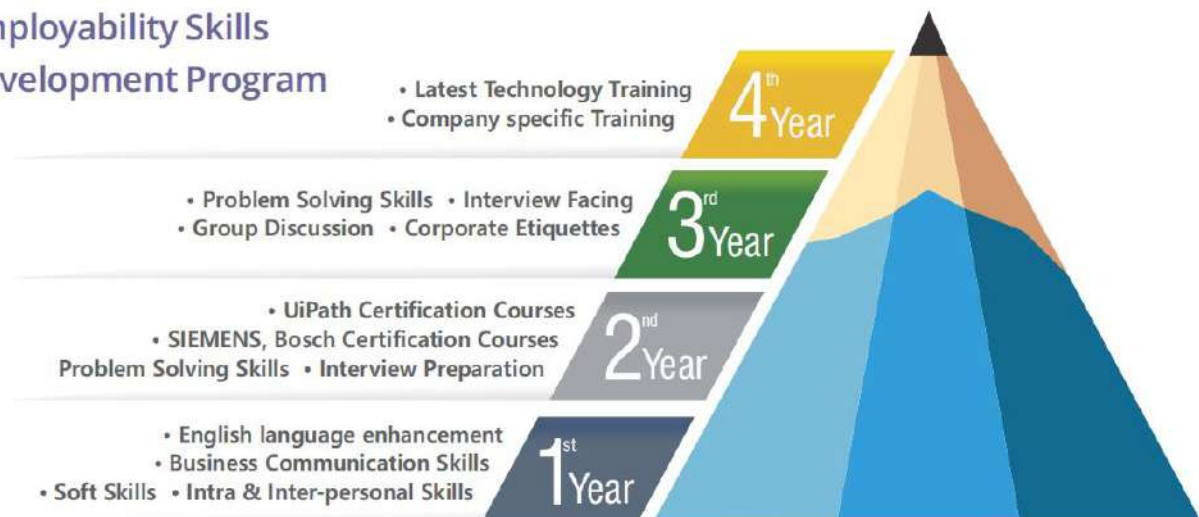 mployability Skills
velopment Program
• Latest Technology Training
• Company specific Training
4th Year
• Problem Solving Skills • Interview Facing
• Group Discussion • Corporate Etiquettes
3rd Year
• UiPath Certification Courses
• SIEMENS, Bosch Certification Courses
Problem Solving Skills • Interview Preparation
2nd Year
• English language enhancement
• Business Communication Skills
• Soft Skills • Intra & Inter-personal Skills
1st Year